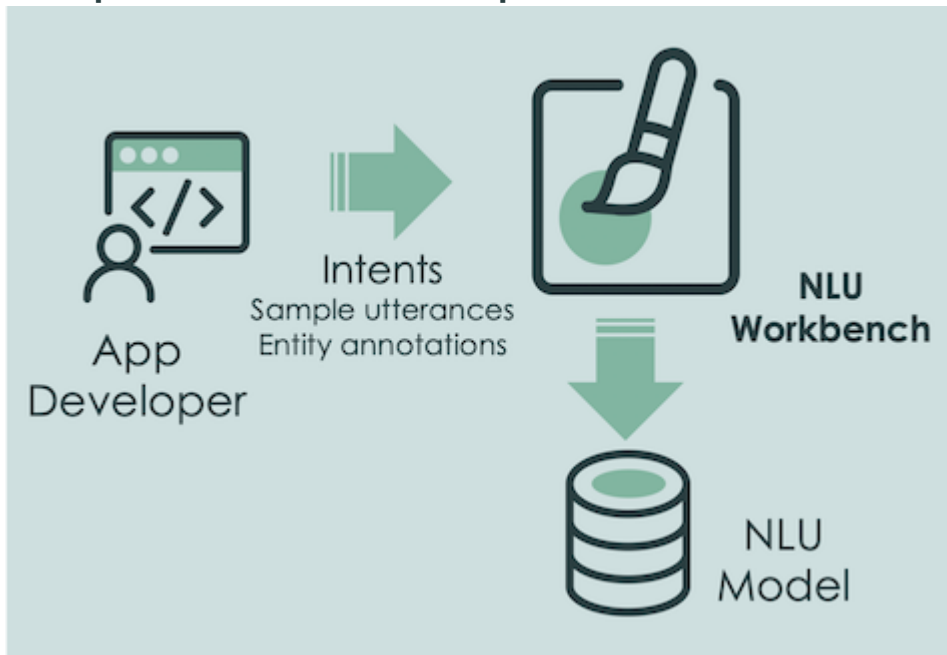 App
Developer
Intents
Sample utterances
Entity annotations
NLU
Workbench
NLU
Model